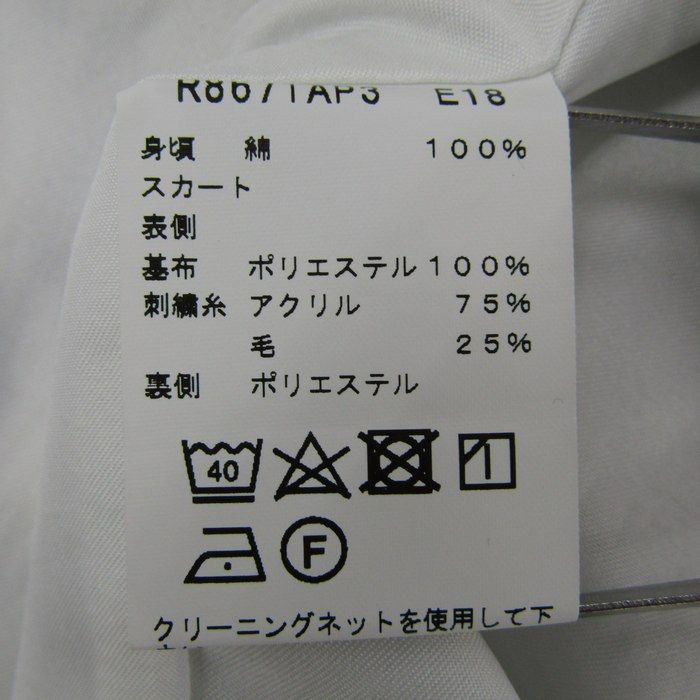 R8671AP3 E18
身頃 綿 100%
スカート
表側
基布 ポリエステル100%
刺繍糸 アクリル 75%
毛 25%
裏側 ポリエステル
40
F
クリーニングネットを使用して下